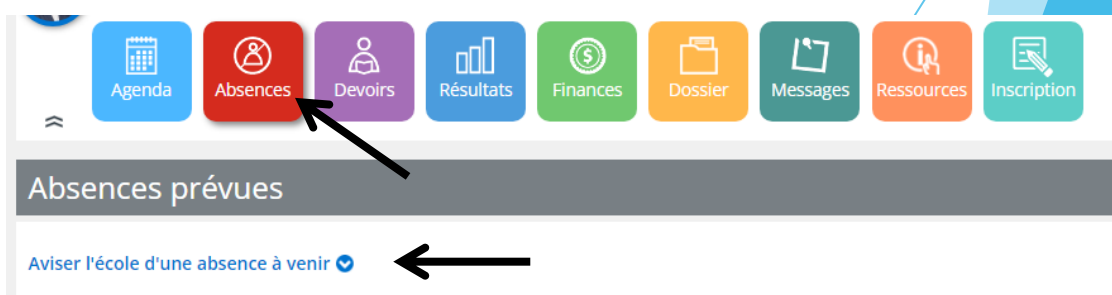 Agenda Absences Devoirs Résultats Finances Dossier Messages Ressources Inscription
Absences prévues
Aviser l'école d'une absence à venir